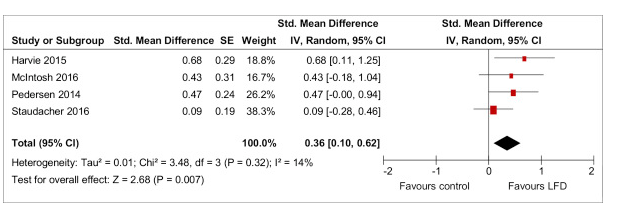 Std. Mean Difference Std. Mean Difference
Study or Subgroup Std. Mean Difference SE Weight IV, Random, 95% CI IV, Random, 95% CI
Harvie 2015 0.68 0.29 18.8% 0.68 [0.11, 1.25]
McIntosh 2016 0.43 0.31 16.7% 0.43 [-0.18, 1.04]
Pedersen 2014 0.47 0.24 26.2% 0.47 [-0.00, 0.94]
Staudacher 2016 0.09 0.19 38.3% 0.09 [-0.28, 0.46]
Total (95% CI) 100.0% 0.36 [0.10, 0.62]
Heterogeneity: Tau² = 0.01; Chi² = 3.48, df = 3 (P = 0.32); I² = 14%
Test for overall effect: Z = 2.68 (P = 0.007)
-2 -1 0 1 2
Favours control Favours LFD